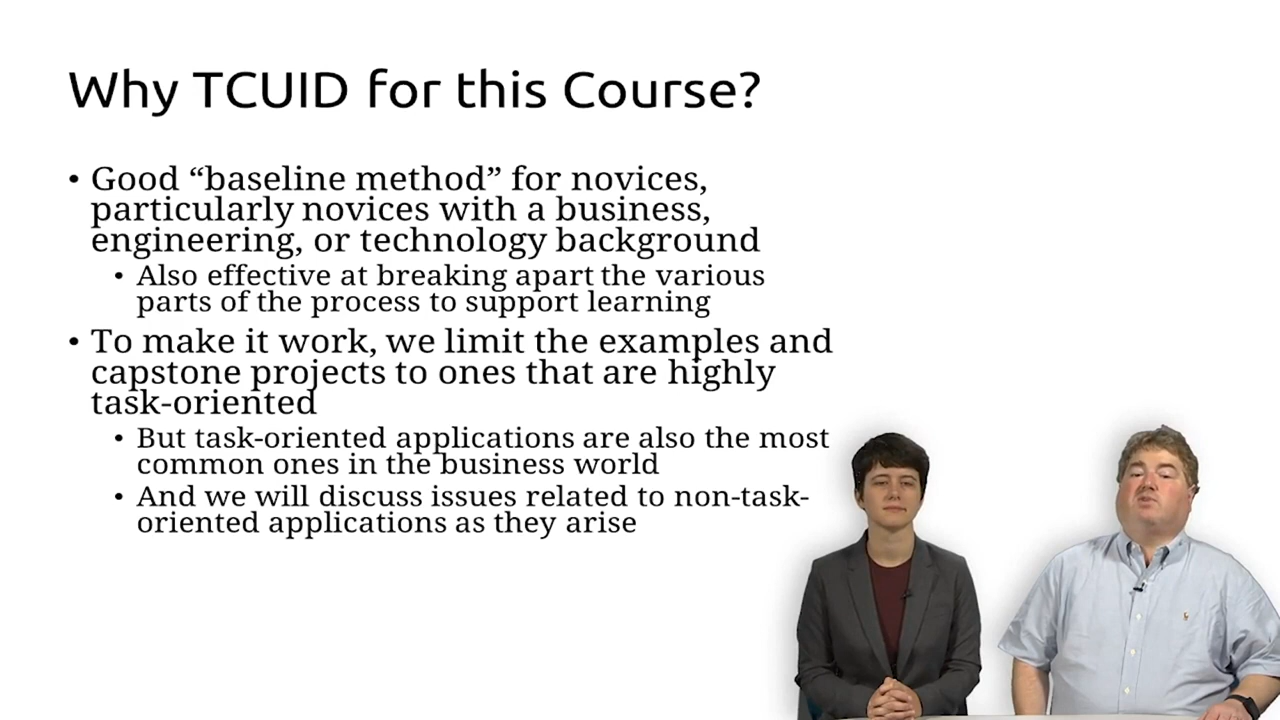 Why TCUID for this Course?
• Good “baseline method” for novices,
particularly novices with a business,
engineering, or technology background
• Also effective at breaking apart the various
parts of the process to support learning
• To make it work, we limit the examples and
capstone projects to ones that are highly
task-oriented
• But task-oriented applications are also the most
common ones in the business world
• And we will discuss issues related to non-task-
oriented applications as they arise